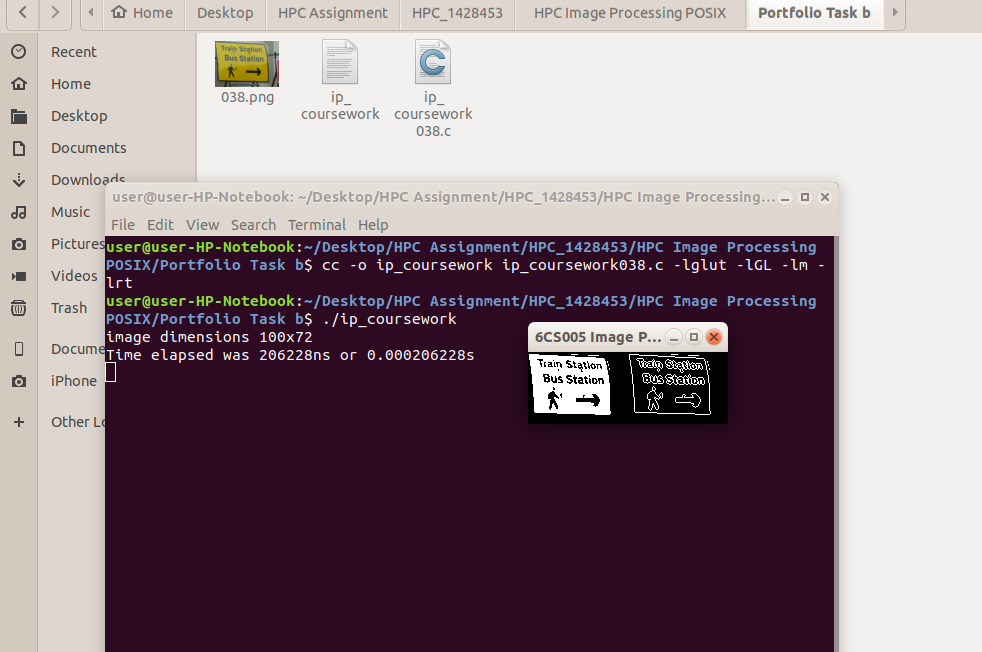 Home
Desktop
HPC Assignment
HPC_1428453
HPC Image Processing POSIX
Portfolio Task b
Recent
Home
Desktop
Documents
Downloads
Music
Pictures
Videos
Trash
Docume
iPhone
Other Lo
Train Station
Bus Station
038.png
ip_
coursework
ip_
coursework
038.c
user@user-HP-Notebook: ~/Desktop/HPC Assignment/HPC_1428453/HPC Image Processing...
File Edit View Search Terminal Help
user@user-HP-Notebook:~/Desktop/HPC Assignment/HPC_1428453/HPC Image Processing
POSIX/Portfolio Task b$ cc -o ip_coursework ip_coursework038.c -lglut -lGL -lm -
lrt
user@user-HP-Notebook:~/Desktop/HPC Assignment/HPC_1428453/HPC Image Processing
POSIX/Portfolio Task b$ ./ip_coursework
image dimensions 100x72
Time elapsed was 206228ns or 0.000206228s
6CS005 Image P...
Train Station
Bus Station
Train Station
Bus Station